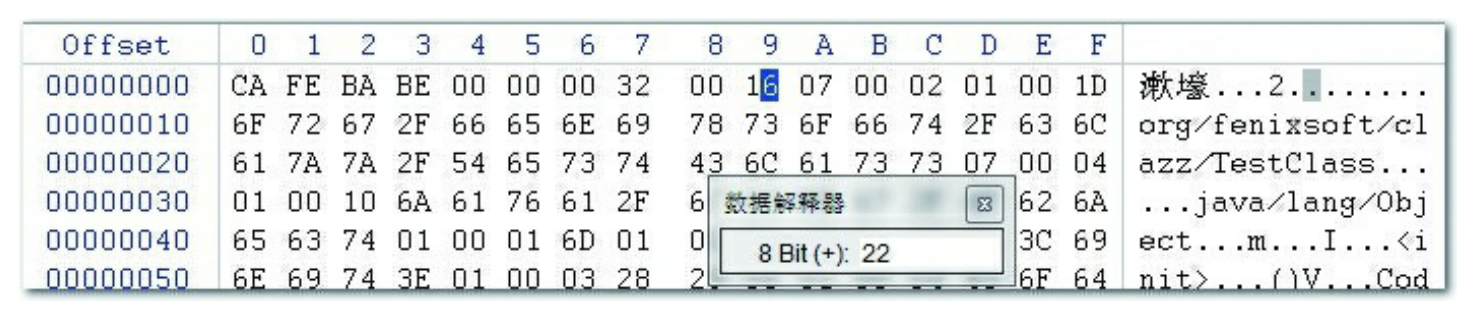 Offset 0 1 2 3 4 5 6 7 8 9 A B C D E F
00000000 CA FE BA BE 00 00 00 32 00 16 07 00 02 01 00 1D 漱壕...2........
00000010 6F 72 67 2F 66 65 6E 69 78 73 6F 66 74 2F 63 6C org/fenixsoft/cl
00000020 61 7A 7A 2F 54 65 73 74 43 6C 61 73 73 07 00 04 azz/TestClass...
00000030 01 00 10 6A 61 76 61 2F 6 数据解释器 62 6A ...java/lang/Obj
00000040 65 63 74 01 00 01 6D 01 0 8 Bit (+): 22 3C 69 ect...m...I...<i
00000050 6E 69 74 3E 01 00 03 28 2 6F 64 nit>...()V...Cod